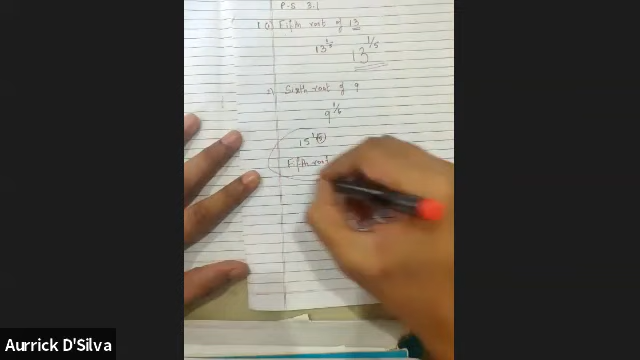 P.S 3.1
1.) Fifth root of 13
13^1/5 13^1/5
2) Sixth root of 9
9^1/6
15^1/5
Fifth root
Aurrick D'Silva